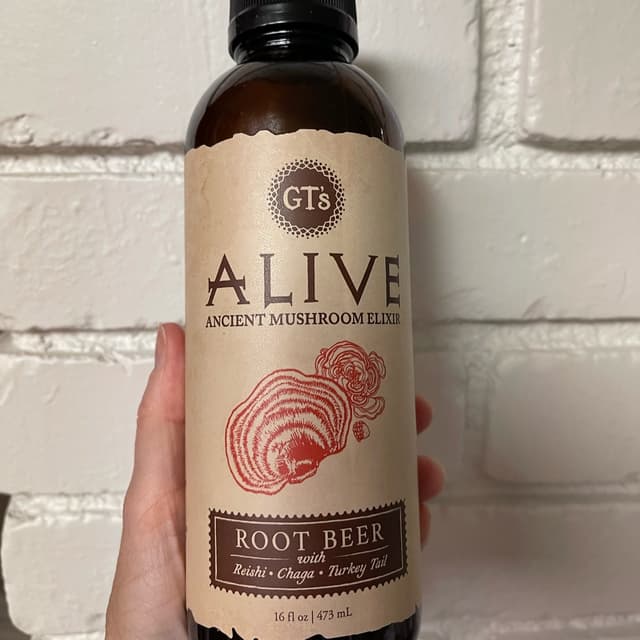 GT's
ALIVE
ANCIENT MUSHROOM ELIXIR
ROOT BEER
with
Reishi • Chaga • Turkey Tail
16 fl oz | 473 mL